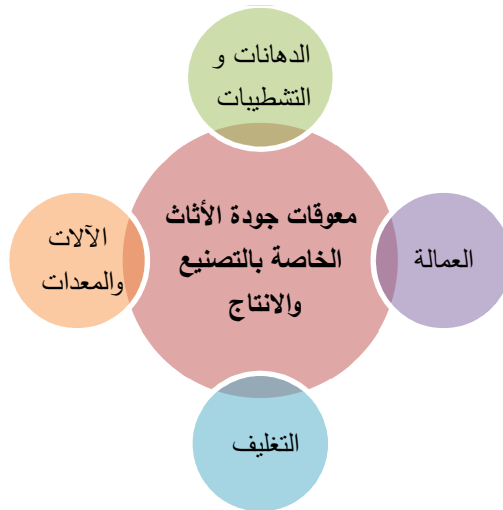 الدهانات و
التشطيبات
معوقات جودة الأثاث
الخاصة بالتصنيع
والانتاج
العمالة
الآلات
والمعدات
التغليف